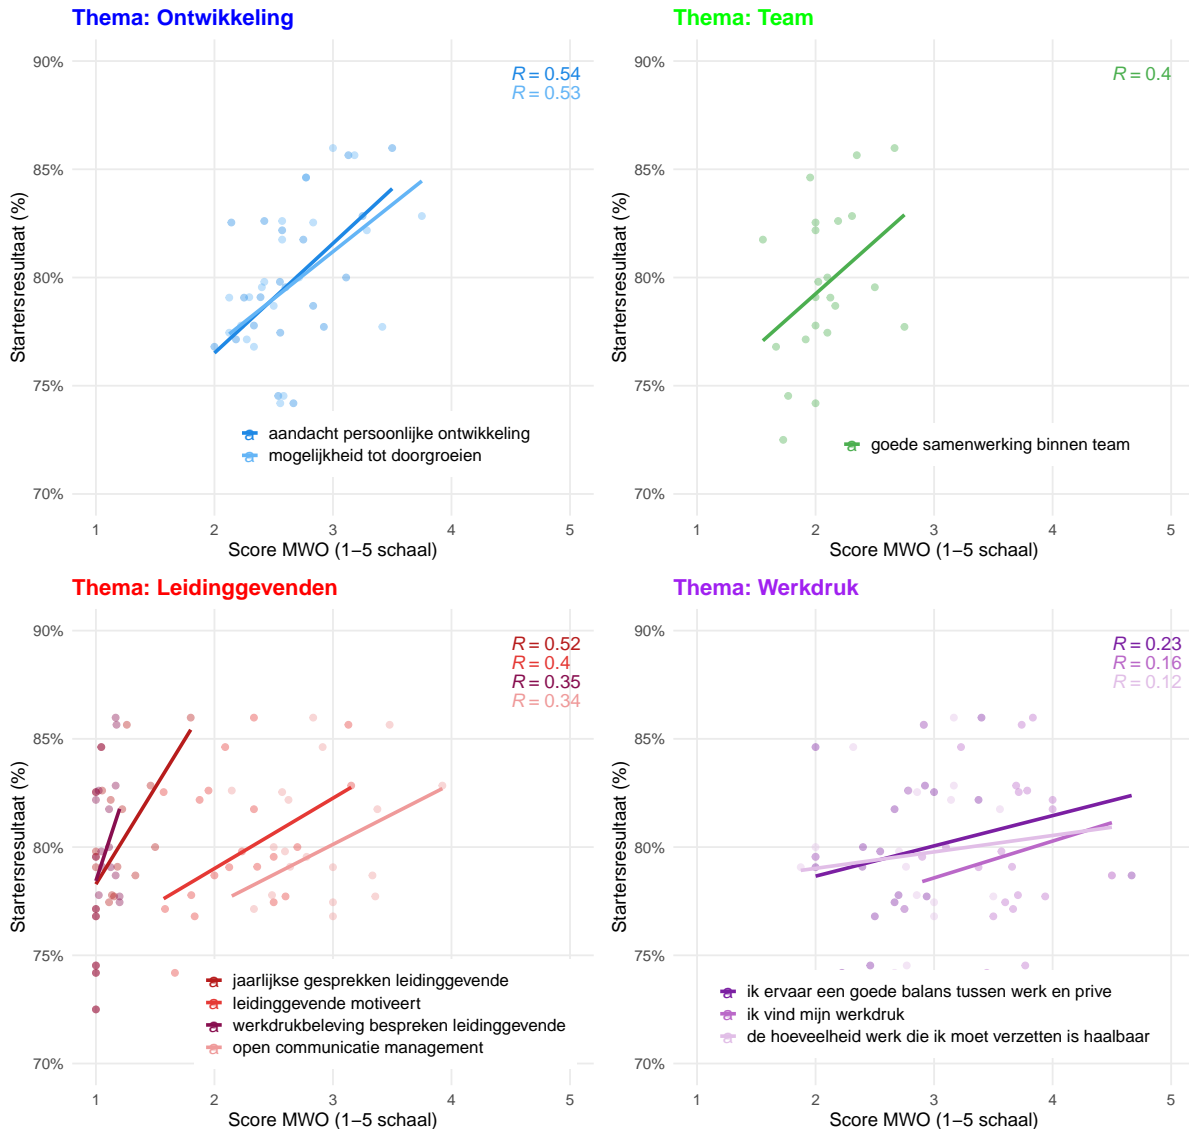 Thema: Ontwikkeling
90%
85%
80%
75%
70%
Startersresultaat (%)
R = 0.54
R = 0.53
a aandacht persoonlijke ontwikkeling
a mogelijkheid tot doorgroeien
1 2 3 4 5
Score MWO (1–5 schaal)
Thema: Team
90%
85%
80%
75%
70%
Startersresultaat (%)
R = 0.4
a goede samenwerking binnen team
1 2 3 4 5
Score MWO (1–5 schaal)
Thema: Leidinggevenden
90%
85%
80%
75%
70%
Startersresultaat (%)
R = 0.52
R = 0.4
R = 0.35
R = 0.34
a jaarlijkse gesprekken leidinggevende
a leidinggevende motiveert
a werkdrukbeleving bespreken leidinggevende
a open communicatie management
1 2 3 4 5
Score MWO (1–5 schaal)
Thema: Werkdruk
90%
85%
80%
75%
70%
Startersresultaat (%)
R = 0.23
R = 0.16
R = 0.12
a ik ervaar een goede balans tussen werk en prive
a ik vind mijn werkdruk
a de hoeveelheid werk die ik moet verzetten is haalbaar
1 2 3 4 5
Score MWO (1–5 schaal)